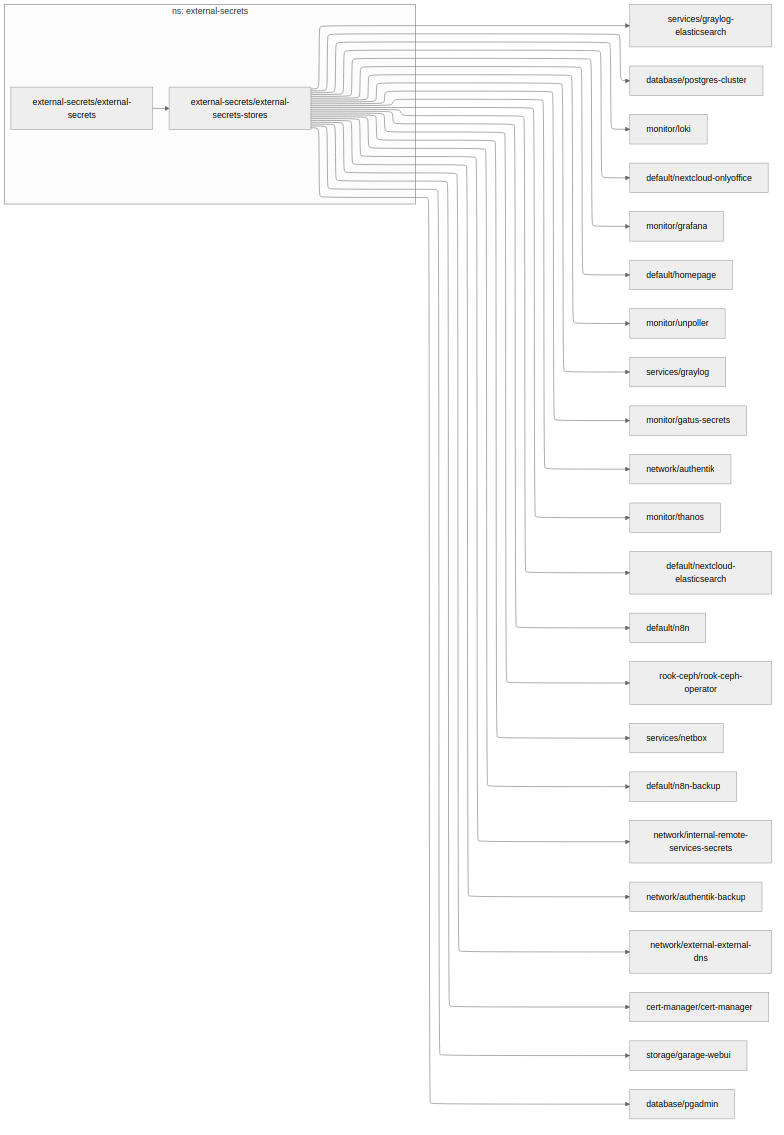 ns: external-secrets
external-secrets/external-
secrets
external-secrets/external-
secrets-stores
services/graylog-
elasticsearch
database/postgres-cluster
monitor/loki
default/nextcloud-onlyoffice
monitor/grafana
default/homepage
monitor/unpoller
services/graylog
monitor/gatus-secrets
network/authentik
monitor/thanos
default/nextcloud-
elasticsearch
default/n8n
rook-ceph/rook-ceph-
operator
services/netbox
default/n8n-backup
network/internal-remote-
services-secrets
network/authentik-backup
network/external-external-
dns
cert-manager/cert-manager
storage/garage-webui
database/pgadmin